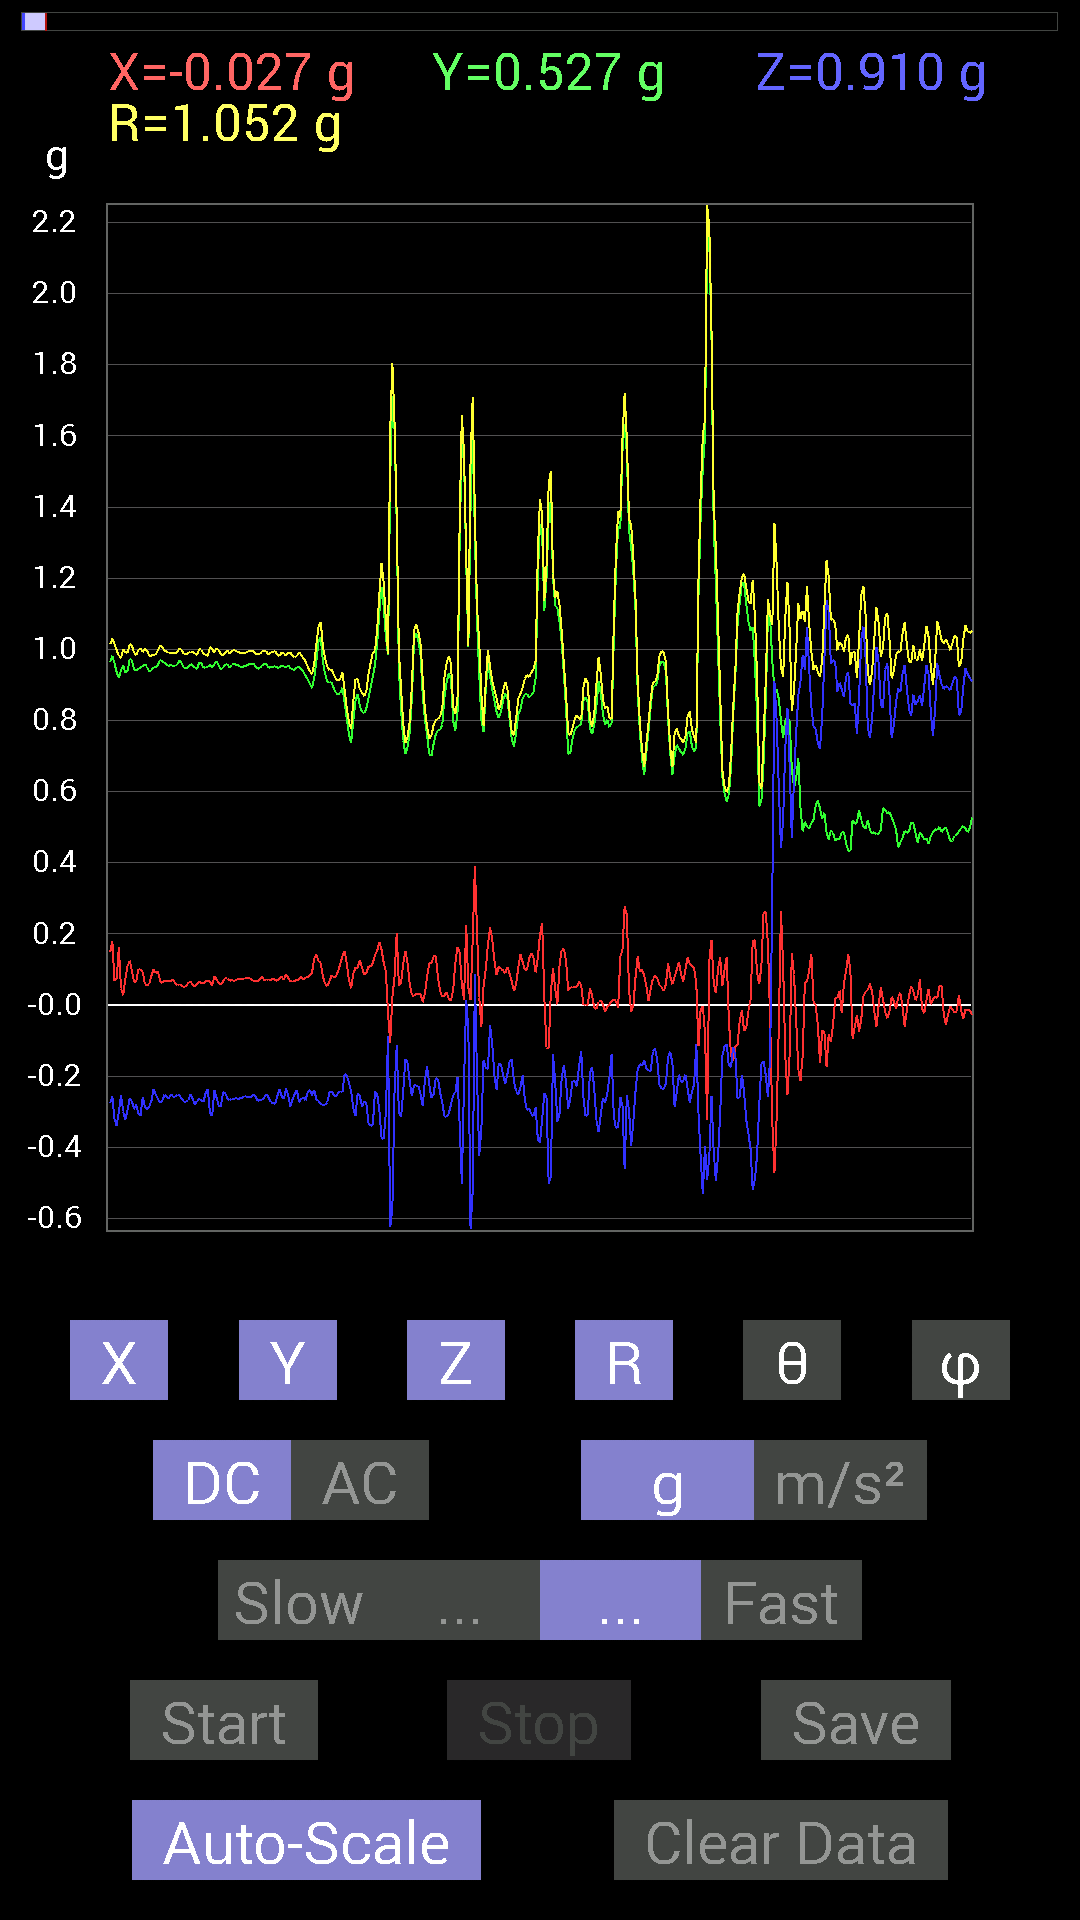 X=-0.027 g Y=0.527 g Z=0.910 g
R=1.052 g
g
2.2
2.0
1.8
1.6
1.4
1.2
1.0
0.8
0.6
0.4
0.2
-0.0
-0.2
-0.4
-0.6
X Y Z R θ φ
DC AC g m/s²
Slow ... ... Fast
Start Stop Save
Auto-Scale Clear Data